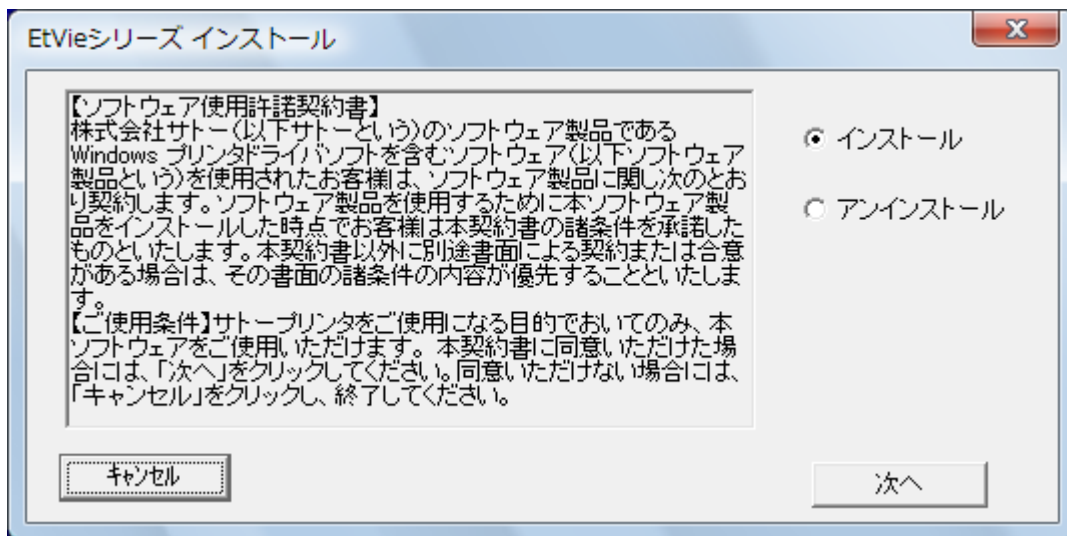 EtVieシリーズ インストール
【ソフトウェア使用許諾契約書】
株式会社サトー(以下サトーという)のソフトウェア製品である
Windows プリンタドライバソフトを含むソフトウェア(以下ソフトウェア
製品という)を使用されたお客様は、ソフトウェア製品に関し次のとお
り契約します。ソフトウェア製品を使用するために本ソフトウェア製
品をインストールした時点でお客様は本契約書の諸条件を承諾した
ものといたします。本契約書以外に別途書面による契約または合意
がある場合は、その書面の諸条件の内容が優先することといたしま
す。
【ご使用条件】サトープリンタをご使用になる目的でおいてのみ、本
ソフトウェアをご使用いただけます。本契約書に同意いただけた場
合には、「次へ」をクリックしてください。同意いただけない場合には、
「キャンセル」をクリックし、終了してください。
インストール
アンインストール
キャンセル
次へ